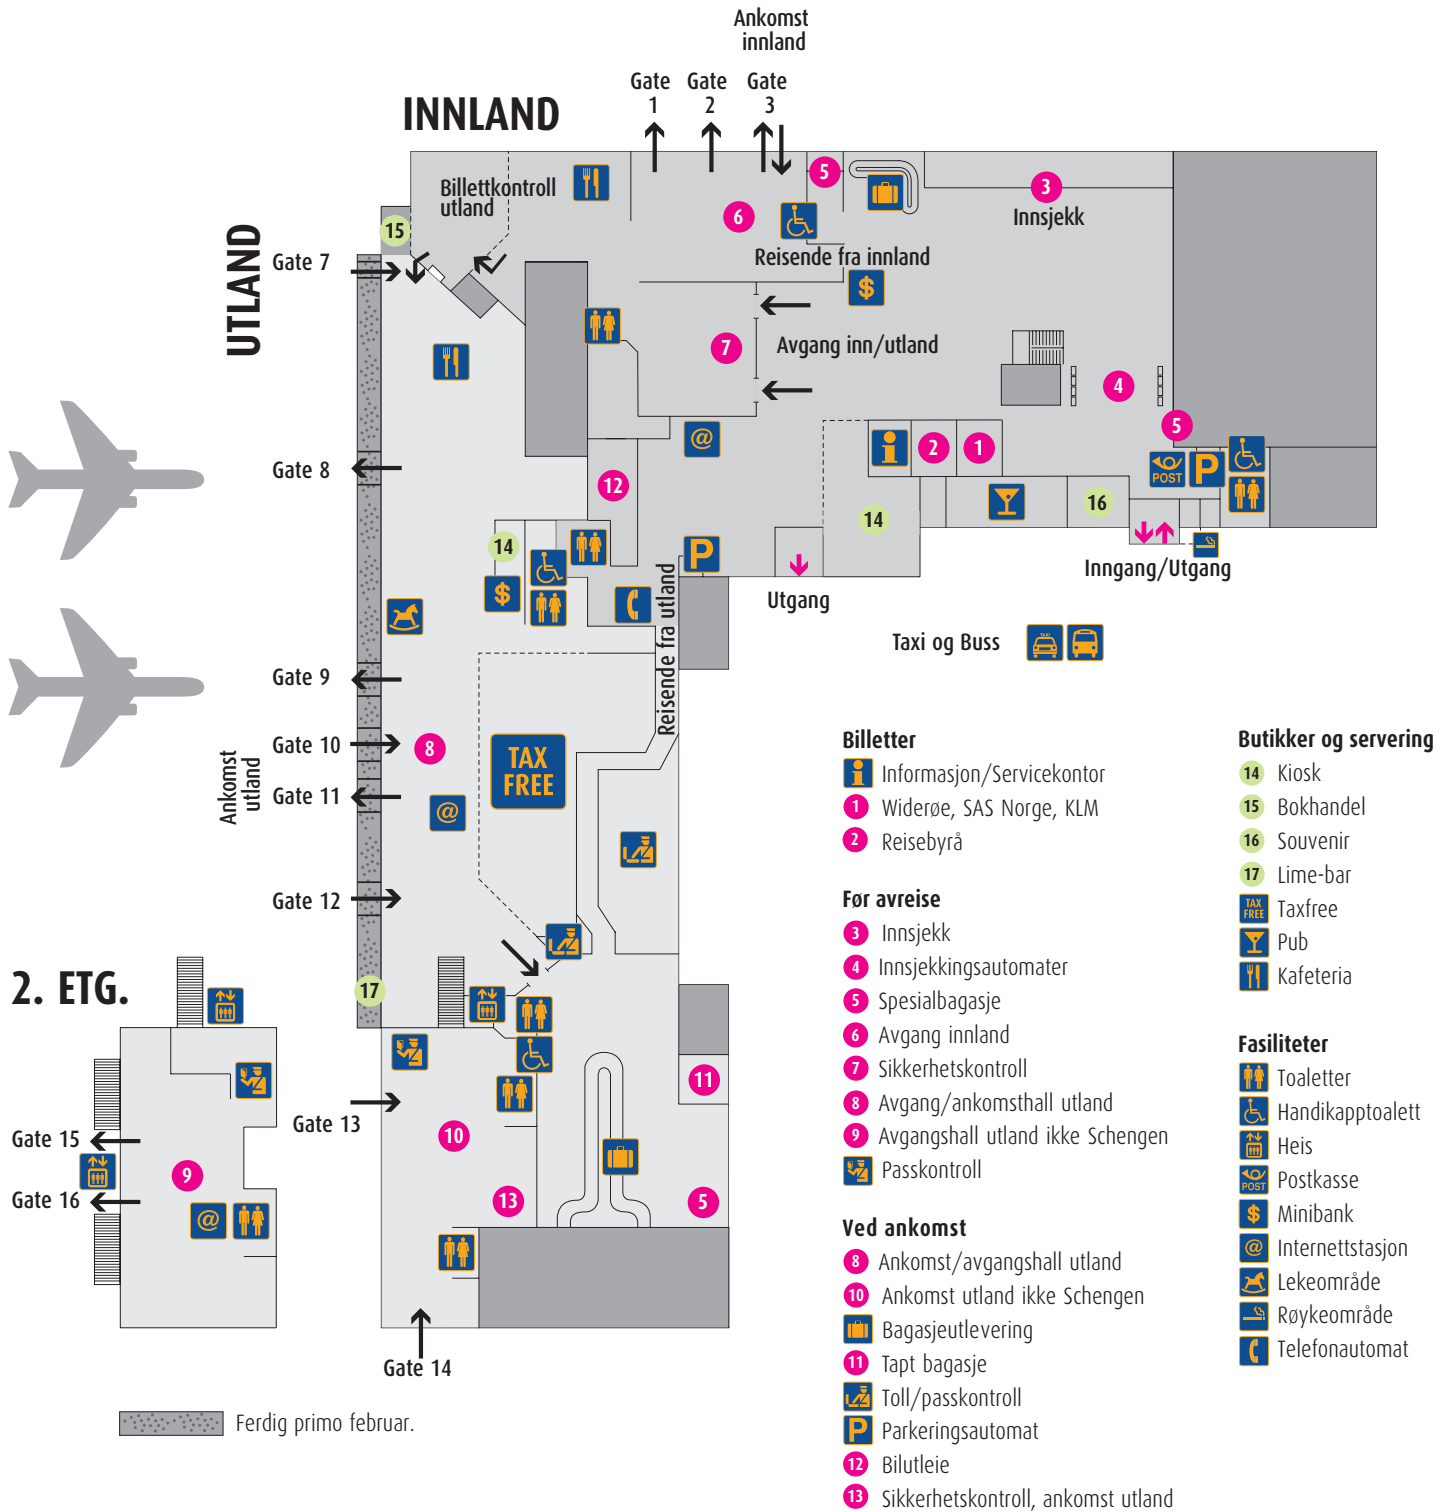 Ankomst
innland
Gate
1
Gate
2
Gate
3
INNLAND
Billettkontroll
utland
5
3
Innsjekk
6
15
UTLAND
Gate 7
Reisende fra innland
$
7
Avgang inn/utland
4
5
@
i
2
1
POST
P
Gate 8
12
14
16
14
P
$
Inngang/Utgang
Utgang
Reisende fra utland
Taxi og Buss
TAXI
Gate 9
Gate 10
8
Ankomst
utland
Gate 11
@
TAX
FREE
Gate 12
2. ETG.
17
11
Gate 13
10
Gate 15
9
Gate 16
@
13
5
Gate 14
Ferdig primo februar.
Billetter
i Informasjon/Servicekontor
1 Widerøe, SAS Norge, KLM
2 Reisebyrå
Før avreise
3 Innsjekk
4 Innsjekkingsautomater
5 Spesialbagasje
6 Avgang innland
7 Sikkerhetskontroll
8 Avgang/ankomsthall utland
9 Avgangshall utland ikke Schengen
Passkontroll
Ved ankomst
8 Ankomst/avgangshall utland
10 Ankomst utland ikke Schengen
Bagasjeutlevering
11 Tapt bagasje
Toll/passkontroll
P Parkeringsautomat
12 Bilutleie
13 Sikkerhetskontroll, ankomst utland
Butikker og servering
14 Kiosk
15 Bokhandel
16 Souvenir
17 Lime-bar
TAX FREE Taxfree
Pub
Kafeteria
Fasiliteter
Toaletter
Handikapptoalett
Heis
POST Postkasse
$ Minibank
@ Internettstasjon
Lekeområde
Røykeområde
Telefonautomat